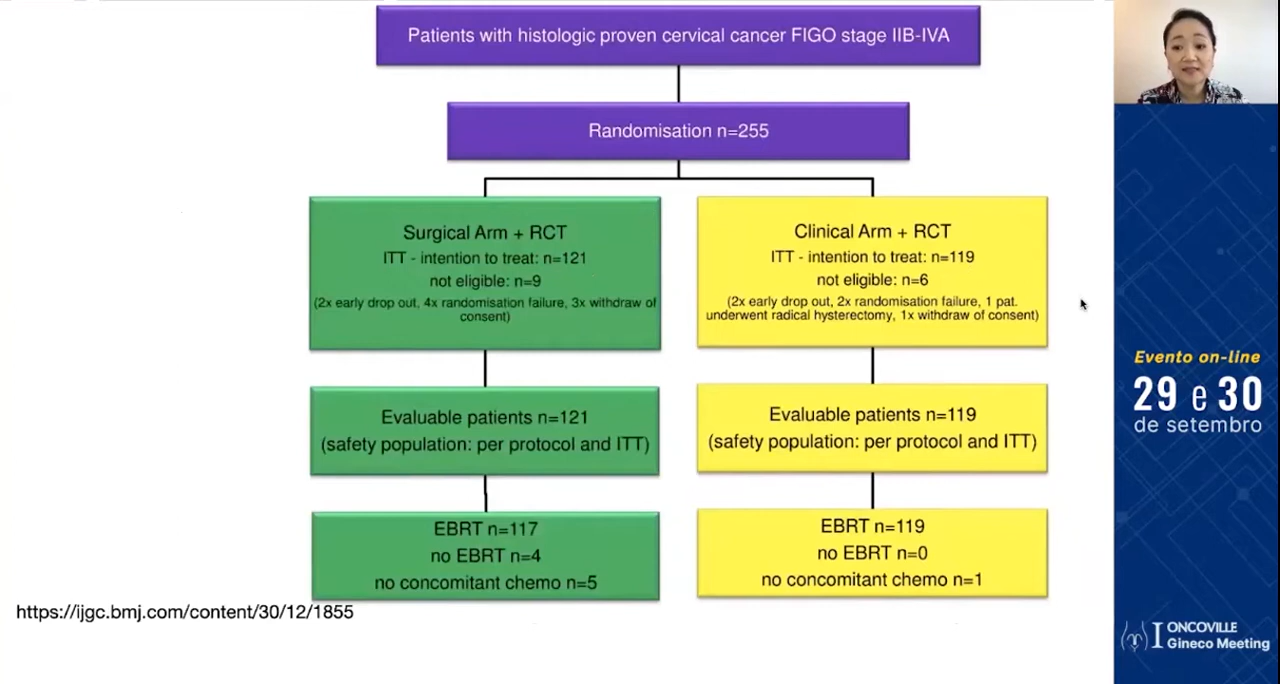 Patients with histologic proven cervical cancer FIGO stage IIB-IVA
Randomisation n=255
Surgical Arm + RCT
ITT - intention to treat: n=121
not eligible: n=9
(2x early drop out, 4x randomisation failure, 3x withdraw of
consent)
Clinical Arm + RCT
ITT - intention to treat: n=119
not eligible: n=6
(2x early drop out, 2x randomisation failure, 1 pat.
underwent radical hysterectomy, 1x withdraw of consent)
Evaluable patients n=121
(safety population: per protocol and ITT)
Evaluable patients n=119
(safety population: per protocol and ITT)
EBRT n=117
no EBRT n=4
no concomitant chemo n=5
EBRT n=119
no EBRT n=0
no concomitant chemo n=1
https://ijgc.bmj.com/content/30/12/1855
Evento on-line
29 e 30
de setembro
I ONCOVILLE
Gineco Meeting